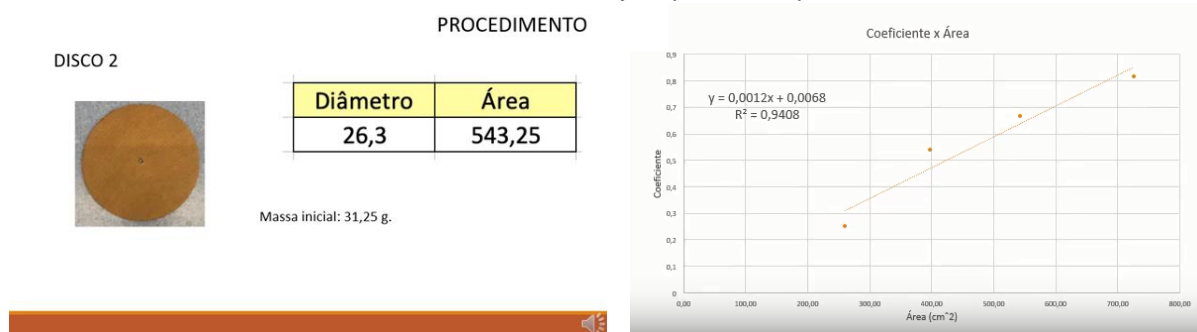 PROCEDIMENTO
DISCO 2
Diâmetro Área
26,3 543,25
Massa inicial: 31,25 g.
Coeficiente x Área
y = 0,0012x + 0,0068
R² = 0,9408
Coeficiente
0,9
0,8
0,7
0,6
0,5
0,4
0,3
0,2
0,1
0
0,00 100,00 200,00 300,00 400,00 500,00 600,00 700,00 800,00
Área (cm^2)